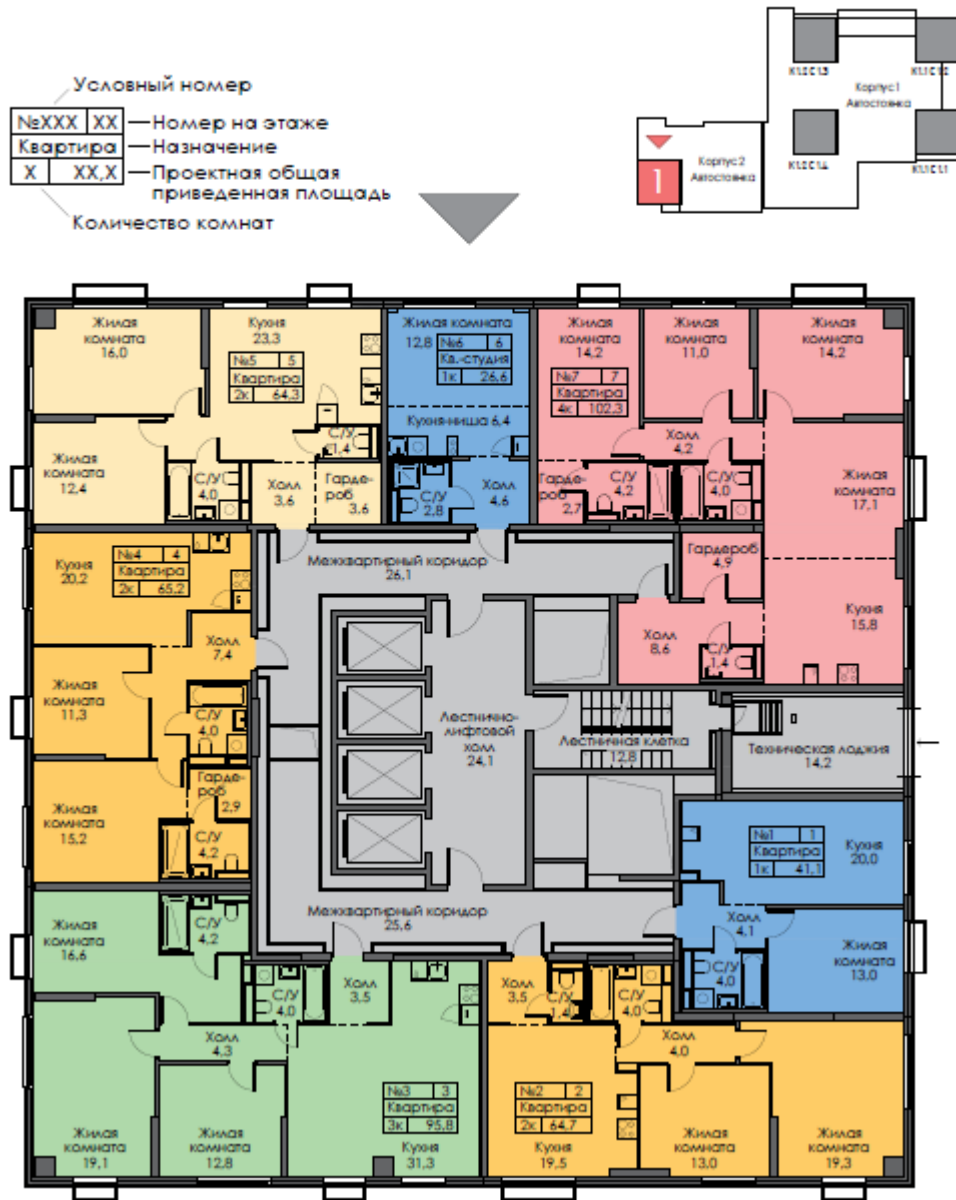 Условный номер
№XXX XX
Номер на этаже
Квартира
Назначение
X XX,X
Проектная общая
приведенная площадь
Количество комнат
Корпус1
Автостоянка
Корпус2
Автостоянка
1
Жилая
комната
16,0
Кухня
23,3
№5 5
Квартира
2к 64,3
С/У
1,4
Жилая
комната
12,4
С/У
4,0
Холл
3,6
Гарде-
роб
3,6
Жилая комната
12,8
№6 6
Кв.-студия
1к 26,6
Кухня-ниша 6,4
С/У
2,8
Холл
4,6
Жилая
комната
14,2
№7 7
Квартира
4к 102,3
Жилая
комната
11,0
Жилая
комната
14,2
Холл
4,2
Гарде-
роб
2,7
С/У
4,2
С/У
4,0
Жилая
комната
17,1
Гардероб
4,9
Кухня
15,8
Холл
8,6
С/У
1,4
Межквартирный коридор
26,1
Кухня
20,2
№4 4
Квартира
2к 65,2
Холл
7,4
Жилая
комната
11,3
С/У
4,0
Жилая
комната
15,2
Гарде-
роб
2,9
С/У
4,2
Лестнично-
лифтовой
холл
24,1
Лестничная клетка
12,8
Техническая лоджия
14,2
№1 1
Квартира
1к 41,1
Кухня
20,0
Холл
4,1
С/У
4,0
Жилая
комната
13,0
Межквартирный коридор
25,6
Жилая
комната
16,6
С/У
4,2
С/У
4,0
Холл
3,5
Холл
4,3
Жилая
комната
19,1
Жилая
комната
12,8
№3 3
Квартира
3к 95,8
Кухня
31,3
Холл
3,5
С/У
1,4
С/У
4,0
Холл
4,0
№2 2
Квартира
2к 64,7
Кухня
19,5
Жилая
комната
13,0
Жилая
комната
19,3